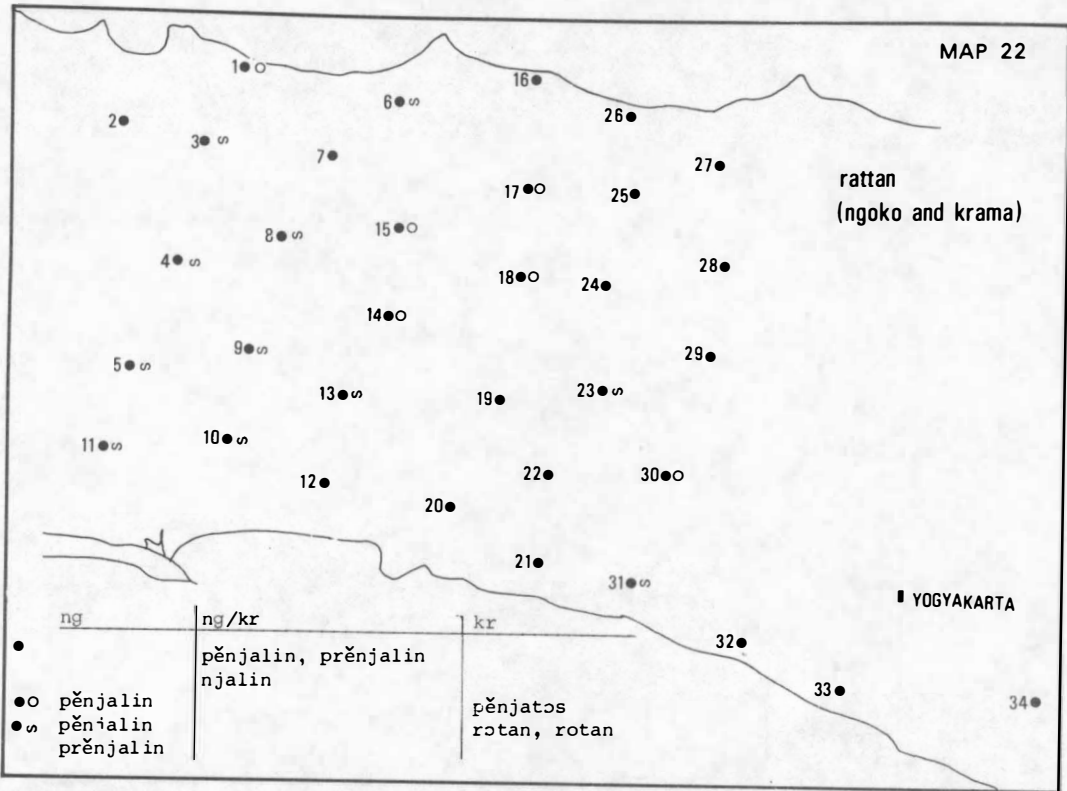 MAP 22
1
16
6 s
26
2
3 s
7
27
rattan
17
25
(ngoko and krama)
15
8 s
4 s
28
18
24
14
9 s
29
5 s
13 s
23 s
19
11 s
10 s
22
30
12
20
21
31 s
YOGYAKARTA
ng ng/kr kr
32
pĕnjalin, prĕnjalin
njalin
33
34
pĕnjalin pĕnjatɔs
s pĕnjalin rɔtan, rotan
prĕnjalin